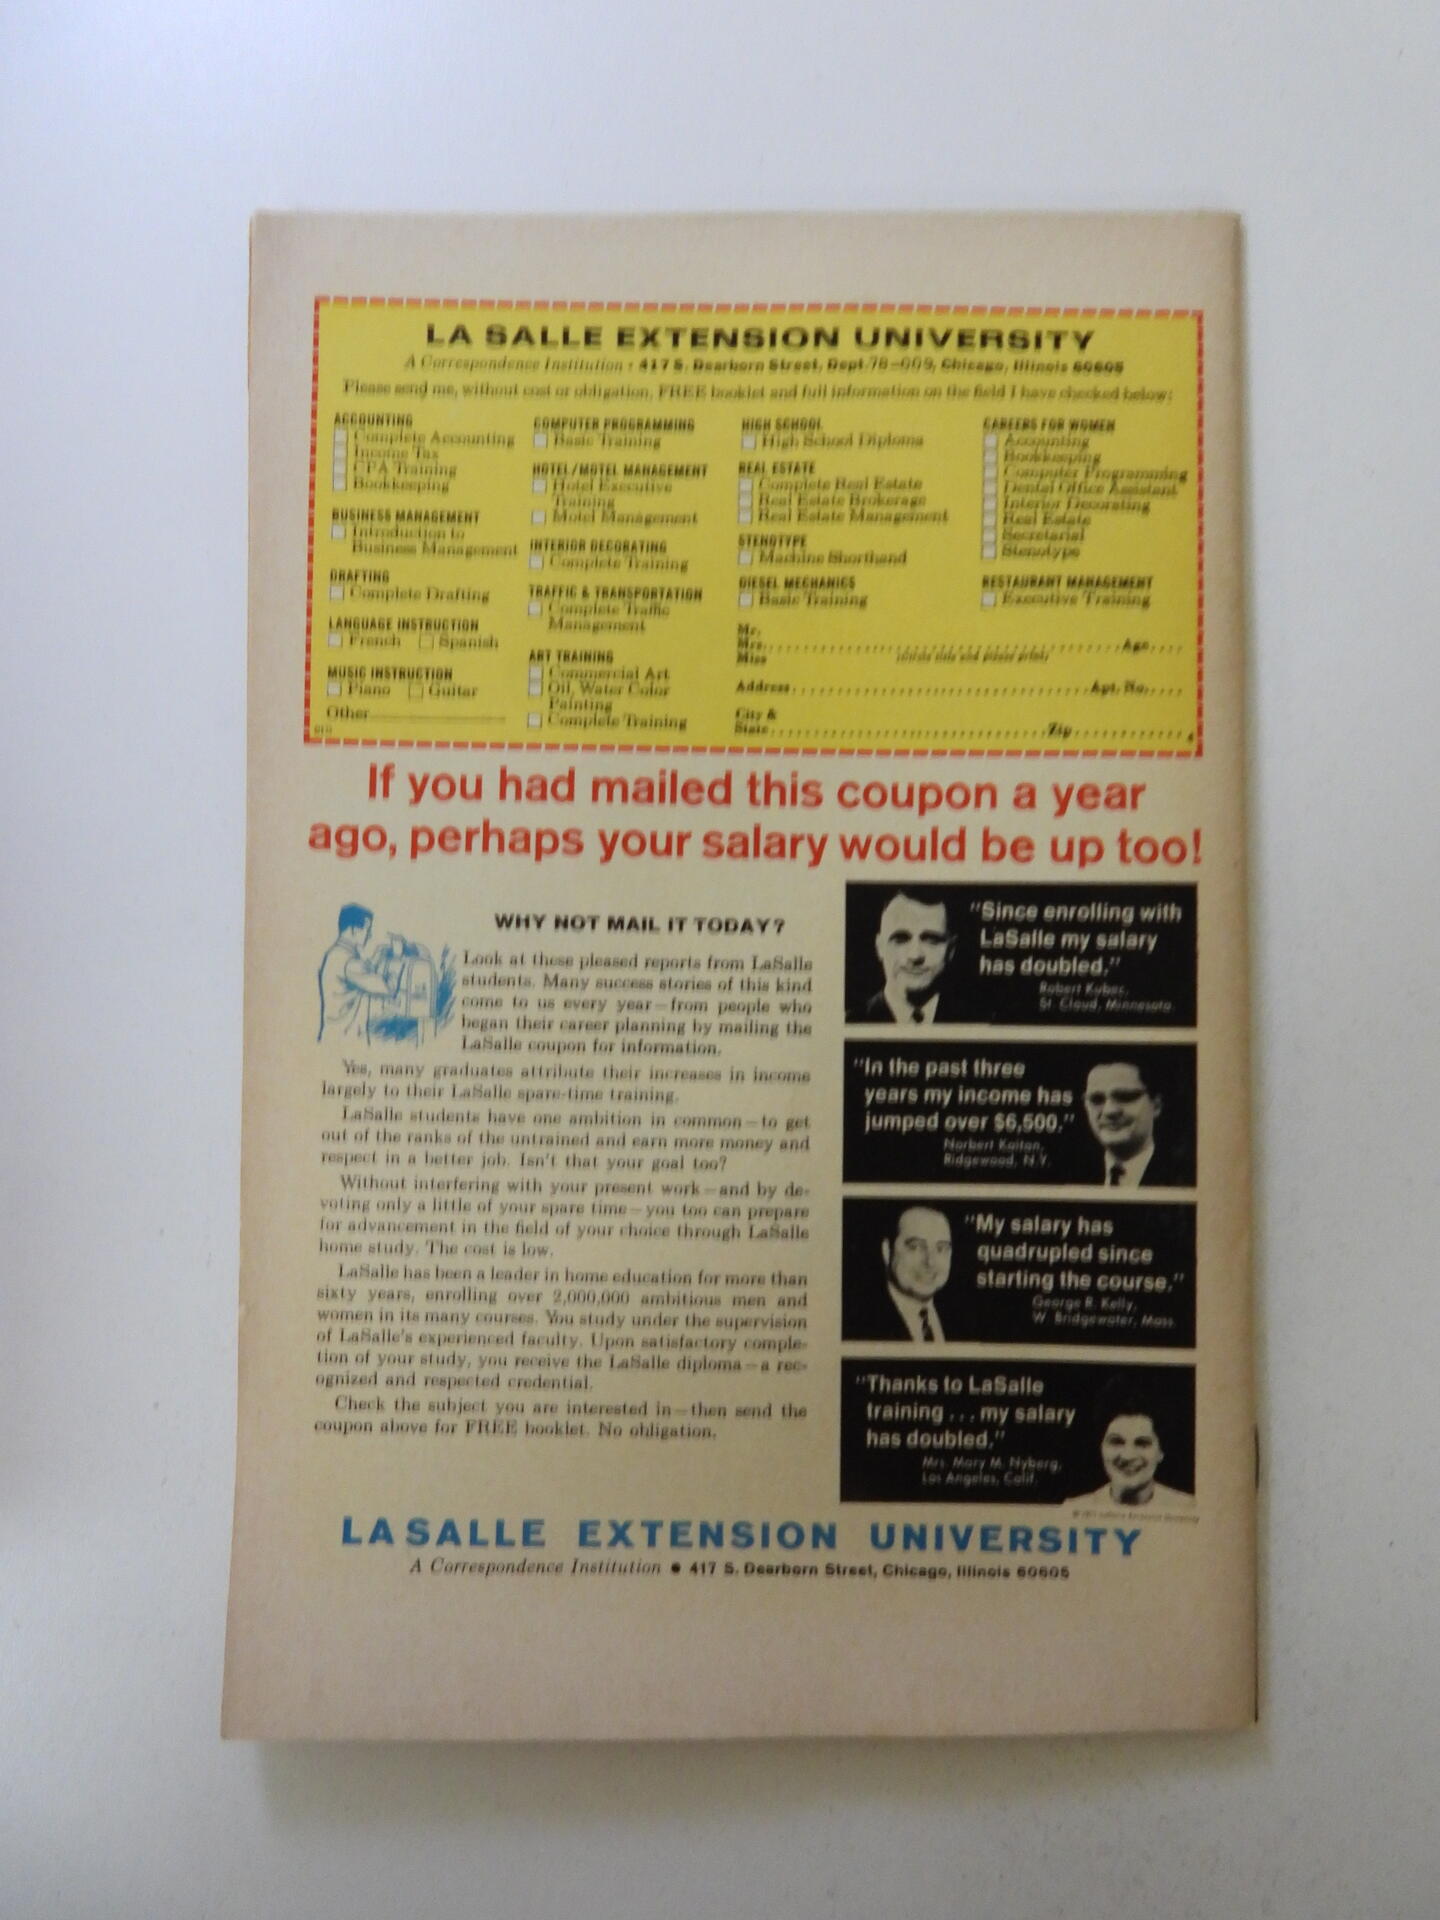 LA SALLE EXTENSION UNIVERSITY
A Correspondence Institution • 417 S. Dearborn Street, Dept. 78-009, Chicago, Illinois 60605
Please send me, without cost or obligation, FREE booklet and full information on the field I have checked below:
ACCOUNTING
Complete Accounting
Income Tax
CPA Training
Bookkeeping
BUSINESS MANAGEMENT
Introduction to
Business Management
DRAFTING
Complete Drafting
LANGUAGE INSTRUCTION
French Spanish
MUSIC INSTRUCTION
Piano Guitar
Other
COMPUTER PROGRAMMING
Basic Training
HOTEL/MOTEL MANAGEMENT
Hotel Executive
Training
Motel Management
INTERIOR DECORATING
Complete Training
TRAFFIC & TRANSPORTATION
Complete Traffic
Management
ART TRAINING
Commercial Art
Oil, Water Color
Painting
Complete Training
HIGH SCHOOL
High School Diploma
REAL ESTATE
Complete Real Estate
Real Estate Brokerage
Real Estate Management
STENOTYPE
Machine Shorthand
DIESEL MECHANICS
Basic Training
CAREERS FOR WOMEN
Accounting
Bookkeeping
Computer Programming
Dental Office Assistant
Interior Decorating
Real Estate
Secretarial
Stenotype
RESTAURANT MANAGEMENT
Executive Training
Mr.
Mrs. Age
Miss (circle title and please print)
Address Apt. No.
City &
State Zip
If you had mailed this coupon a year
ago, perhaps your salary would be up too!
WHY NOT MAIL IT TODAY?
Look at these pleased reports from LaSalle
students. Many success stories of this kind
come to us every year—from people who
began their career planning by mailing the
LaSalle coupon for information.
Yes, many graduates attribute their increases in income
largely to their LaSalle spare-time training.
LaSalle students have one ambition in common—to get
out of the ranks of the untrained and earn more money and
respect in a better job. Isn't that your goal too?
Without interfering with your present work—and by de-
voting only a little of your spare time—you too can prepare
for advancement in the field of your choice through LaSalle
home study. The cost is low.
LaSalle has been a leader in home education for more than
sixty years, enrolling over 2,000,000 ambitious men and
women in its many courses. You study under the supervision
of LaSalle's experienced faculty. Upon satisfactory comple-
tion of your study, you receive the LaSalle diploma—a rec-
ognized and respected credential.
Check the subject you are interested in—then send the
coupon above for FREE booklet. No obligation.
"Since enrolling with
LaSalle my salary
has doubled."
Robert Kubec,
St. Cloud, Minnesota
"In the past three
years my income has
jumped over $6,500."
Norbert Kaitan,
Ridgewood, N.Y.
"My salary has
quadrupled since
starting the course."
George B. Kelly,
W. Bridgewater, Mass.
"Thanks to LaSalle
training . . . my salary
has doubled."
Mrs. Mary M. Nyberg,
Los Angeles, Calif.
LASALLE EXTENSION UNIVERSITY
A Correspondence Institution • 417 S. Dearborn Street, Chicago, Illinois 60605